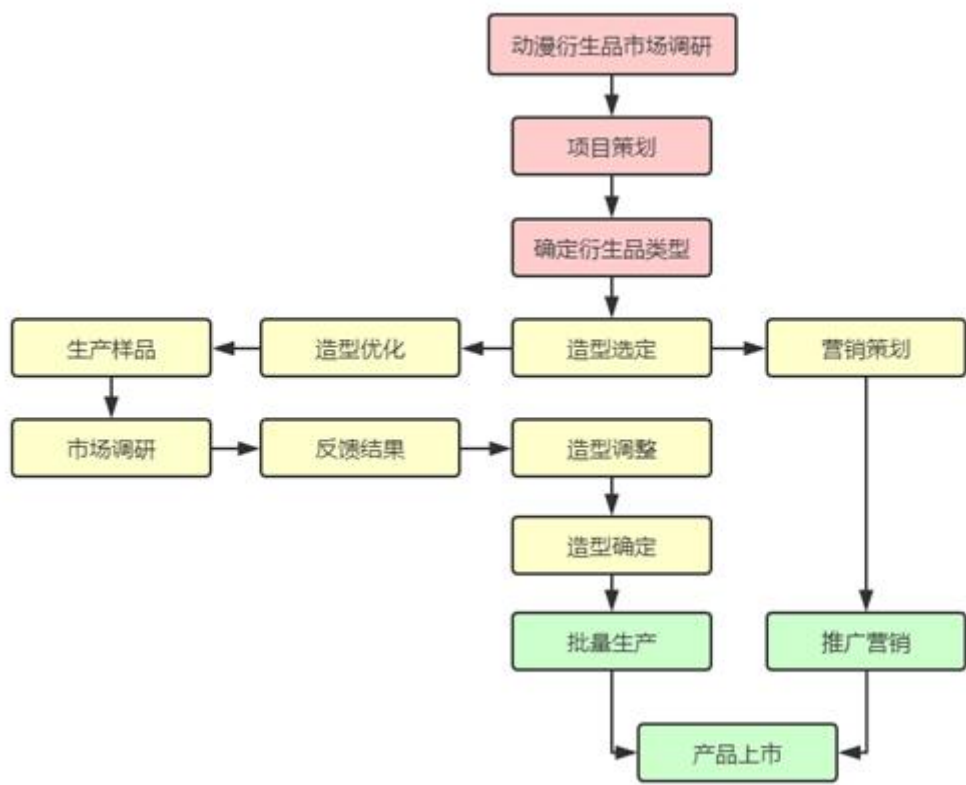 动漫衍生品市场调研
项目策划
确定衍生品类型
生产样品
造型优化
造型选定
营销策划
市场调研
反馈结果
造型调整
造型确定
批量生产
推广营销
产品上市